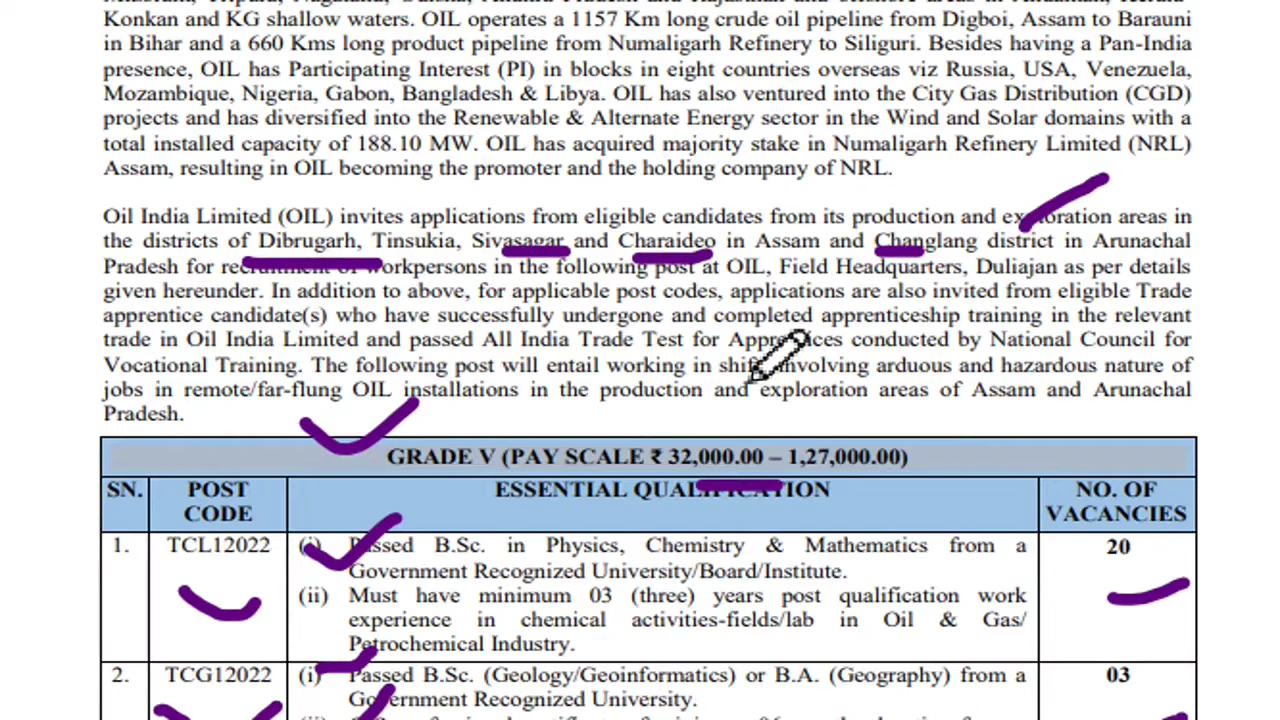 Konkan and KG shallow waters. OIL operates a 1157 Km long crude oil pipeline from Digboi, Assam to Barauni
in Bihar and a 660 Kms long product pipeline from Numaligarh Refinery to Siliguri. Besides having a Pan-India
presence, OIL has Participating Interest (PI) in blocks in eight countries overseas viz Russia, USA, Venezuela,
Mozambique, Nigeria, Gabon, Bangladesh & Libya. OIL has also ventured into the City Gas Distribution (CGD)
projects and has diversified into the Renewable & Alternate Energy sector in the Wind and Solar domains with a
total installed capacity of 188.10 MW. OIL has acquired majority stake in Numaligarh Refinery Limited (NRL)
Assam, resulting in OIL becoming the promoter and the holding company of NRL.
Oil India Limited (OIL) invites applications from eligible candidates from its production and exploration areas in
the districts of Dibrugarh, Tinsukia, Sivasagar and Charaideo in Assam and Changlang district in Arunachal
Pradesh for recruitment of workpersons in the following post at OIL, Field Headquarters, Duliajan as per details
given hereunder. In addition to above, for applicable post codes, applications are also invited from eligible Trade
apprentice candidate(s) who have successfully undergone and completed apprenticeship training in the relevant
trade in Oil India Limited and passed All India Trade Test for Apprentices conducted by National Council for
Vocational Training. The following post will entail working in shifts involving arduous and hazardous nature of
jobs in remote/far-flung OIL installations in the production and exploration areas of Assam and Arunachal
Pradesh.
GRADE V (PAY SCALE ₹ 32,000.00 – 1,27,000.00)
SN. POST CODE ESSENTIAL QUALIFICATION NO. OF VACANCIES
1. TCL12022 (i) Passed B.Sc. in Physics, Chemistry & Mathematics from a 20
Government Recognized University/Board/Institute.
(ii) Must have minimum 03 (three) years post qualification work
experience in chemical activities-fields/lab in Oil & Gas/
Petrochemical Industry.
2. TCG12022 (i) Passed B.Sc. (Geology/Geoinformatics) or B.A. (Geography) from a 03
Government Recognized University.